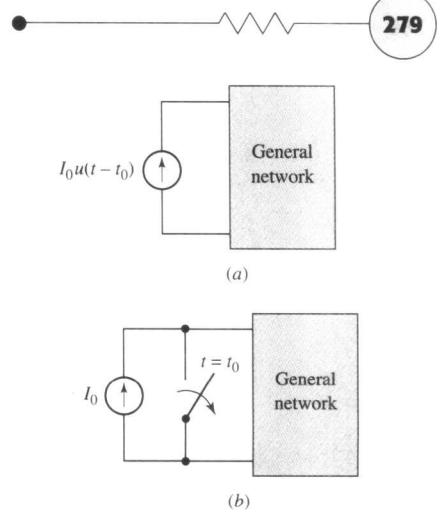 279
General
network
I₀u(t – t₀)
(a)
t = t₀
I₀
General
network
(b)